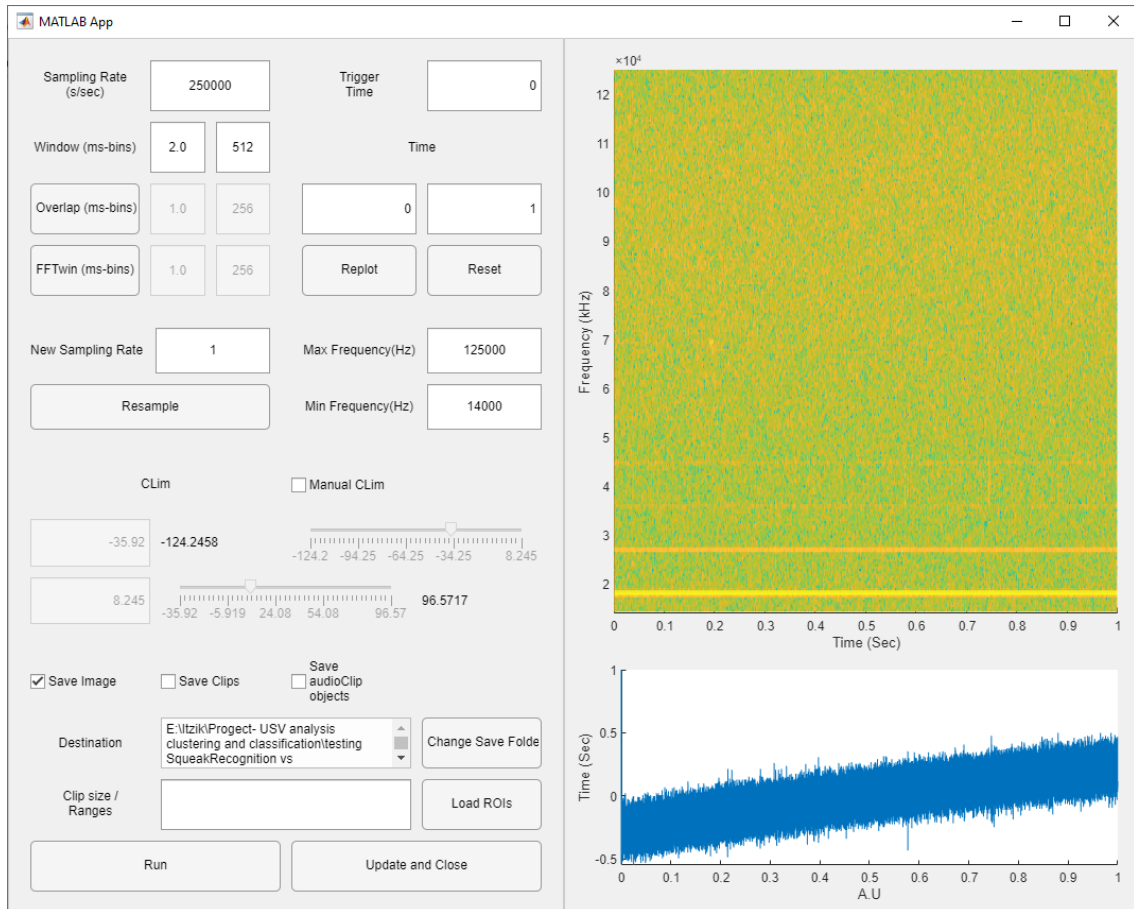 MATLAB App
Sampling Rate
(s/sec)
250000
Trigger
Time
0
Window (ms-bins)
2.0
512
Time
Overlap (ms-bins)
1.0
256
0
1
FFTwin (ms-bins)
1.0
256
Replot
Reset
New Sampling Rate
1
Max Frequency(Hz)
125000
Resample
Min Frequency(Hz)
14000
CLim
Manual CLim
-35.92
-124.2458
-124.2 -94.25 -64.25 -34.25 8.245
8.245
-35.92 -5.919 24.08 54.08 96.57
96.5717
Save Image
Save Clips
Save
audioClip
objects
Destination
E:\Itzik\Progect- USV analysis
clustering and classification\testing
SqueakRecognition vs
Change Save Folde
Clip size /
Ranges
Load ROIs
Run
Update and Close
×10⁴
12
11
10
9
8
7
6
5
4
3
2
Frequency (kHz)
0 0.1 0.2 0.3 0.4 0.5 0.6 0.7 0.8 0.9 1
Time (Sec)
1
0.5
0
-0.5
Time (Sec)
0 0.1 0.2 0.3 0.4 0.5 0.6 0.7 0.8 0.9 1
A.U